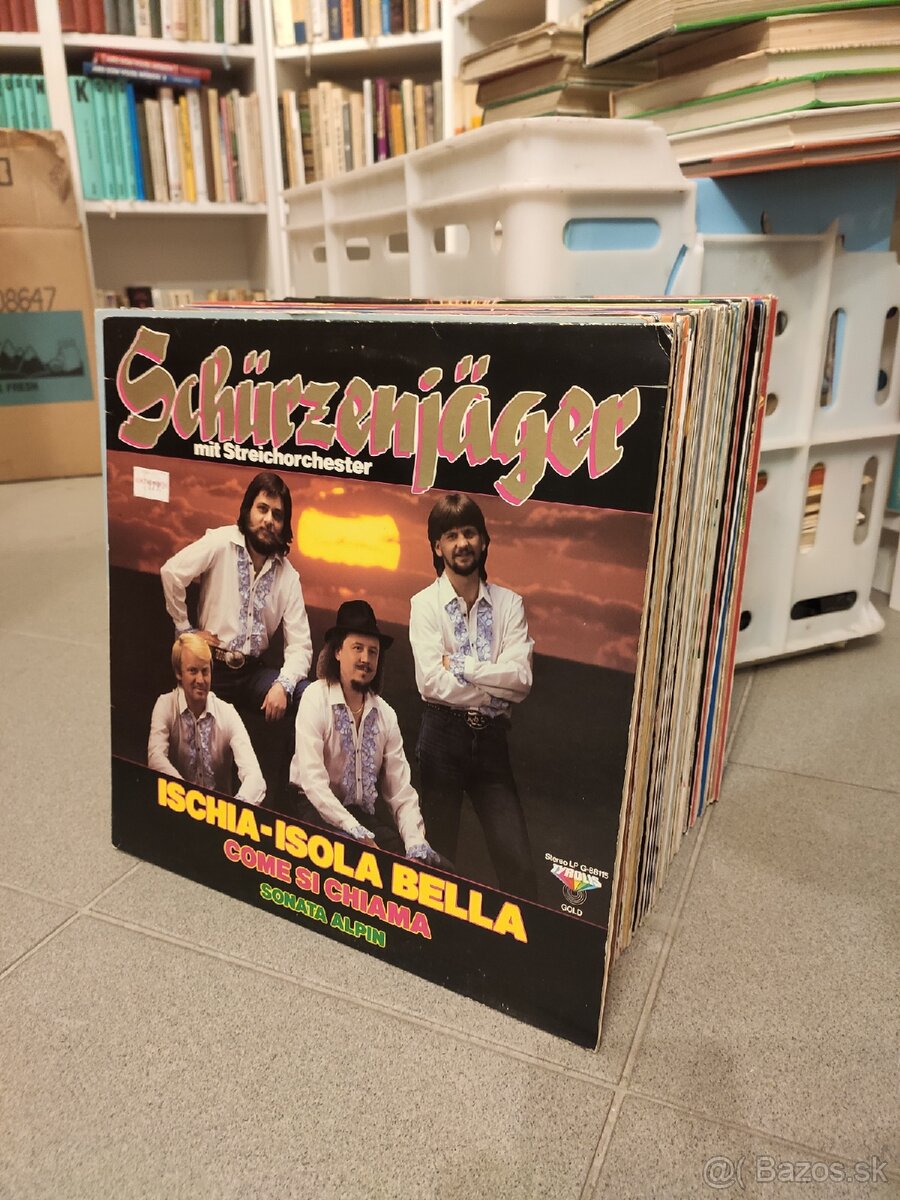 08647
E FRESH
Schürzenjäger
mit Streichorchester
ISCHIA-ISOLA BELLA
COME SI CHIAMA
SONATA ALPIN
Stereo LP G-88115
TYROLIS
GOLD
@( Bazos.sk